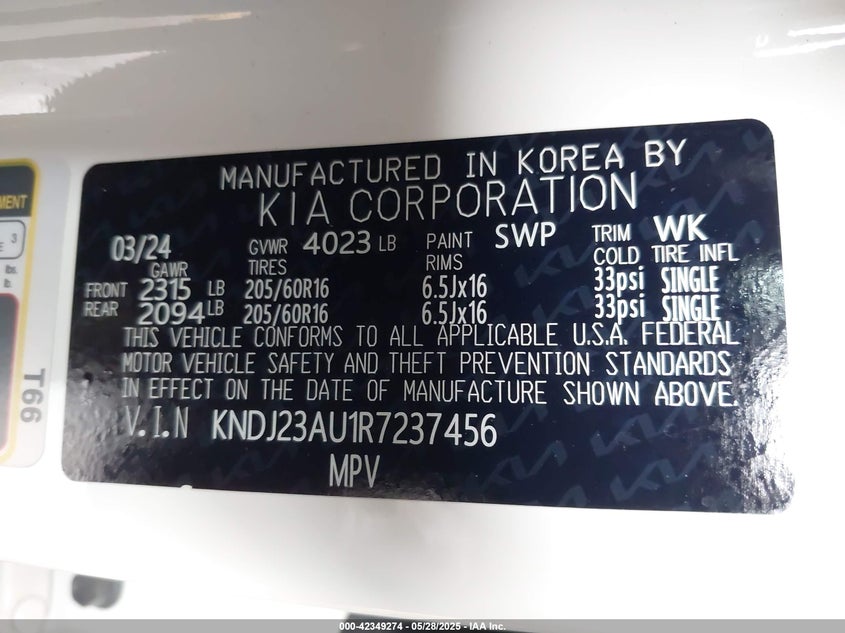 MANUFACTURED IN KOREA BY
KIA CORPORATION
03/24 GVWR 4023 LB PAINT SWP TRIM WK
GAWR TIRES RIMS COLD TIRE INFL
FRONT 2315 LB 205/60R16 6.5Jx16 33psi SINGLE
REAR 2094 LB 205/60R16 6.5Jx16 33psi SINGLE
THIS VEHICLE CONFORMS TO ALL APPLICABLE U.S.A. FEDERAL
MOTOR VEHICLE SAFETY AND THEFT PREVENTION STANDARDS
IN EFFECT ON THE DATE OF MANUFACTURE SHOWN ABOVE.
V.I.N KNDJ23AU1R7237456
MPV
3
lbs.
lb.
T66
000-42349274 — 05/28/2025 — IAA Inc.